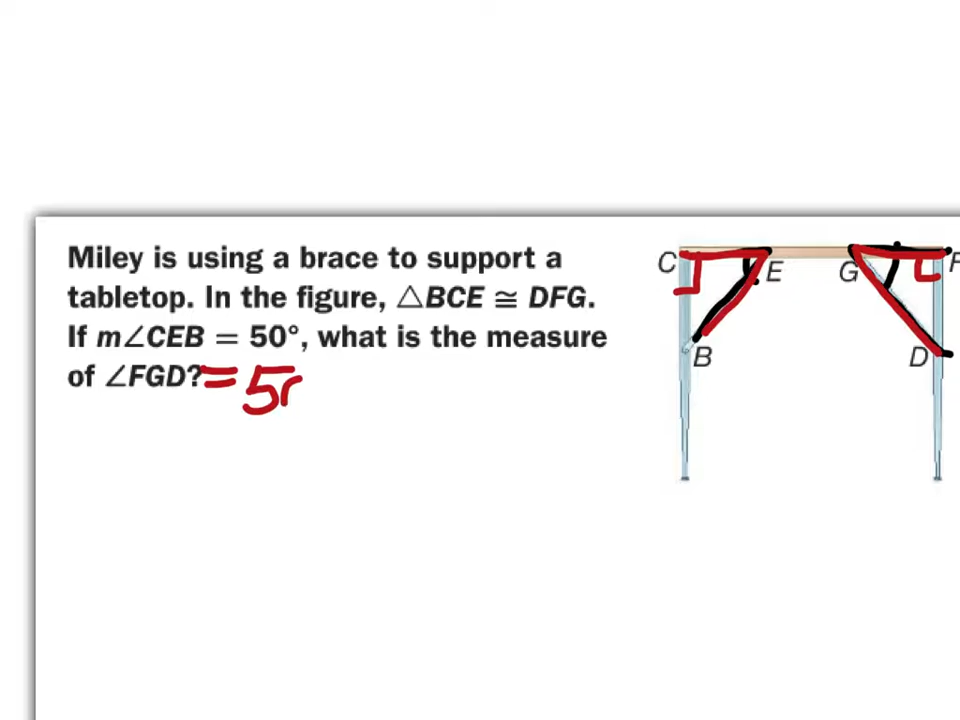 Miley is using a brace to support a
tabletop. In the figure, △BCE ≅ DFG.
If m∠CEB = 50°, what is the measure
of ∠FGD? = 5
C E G F
B D